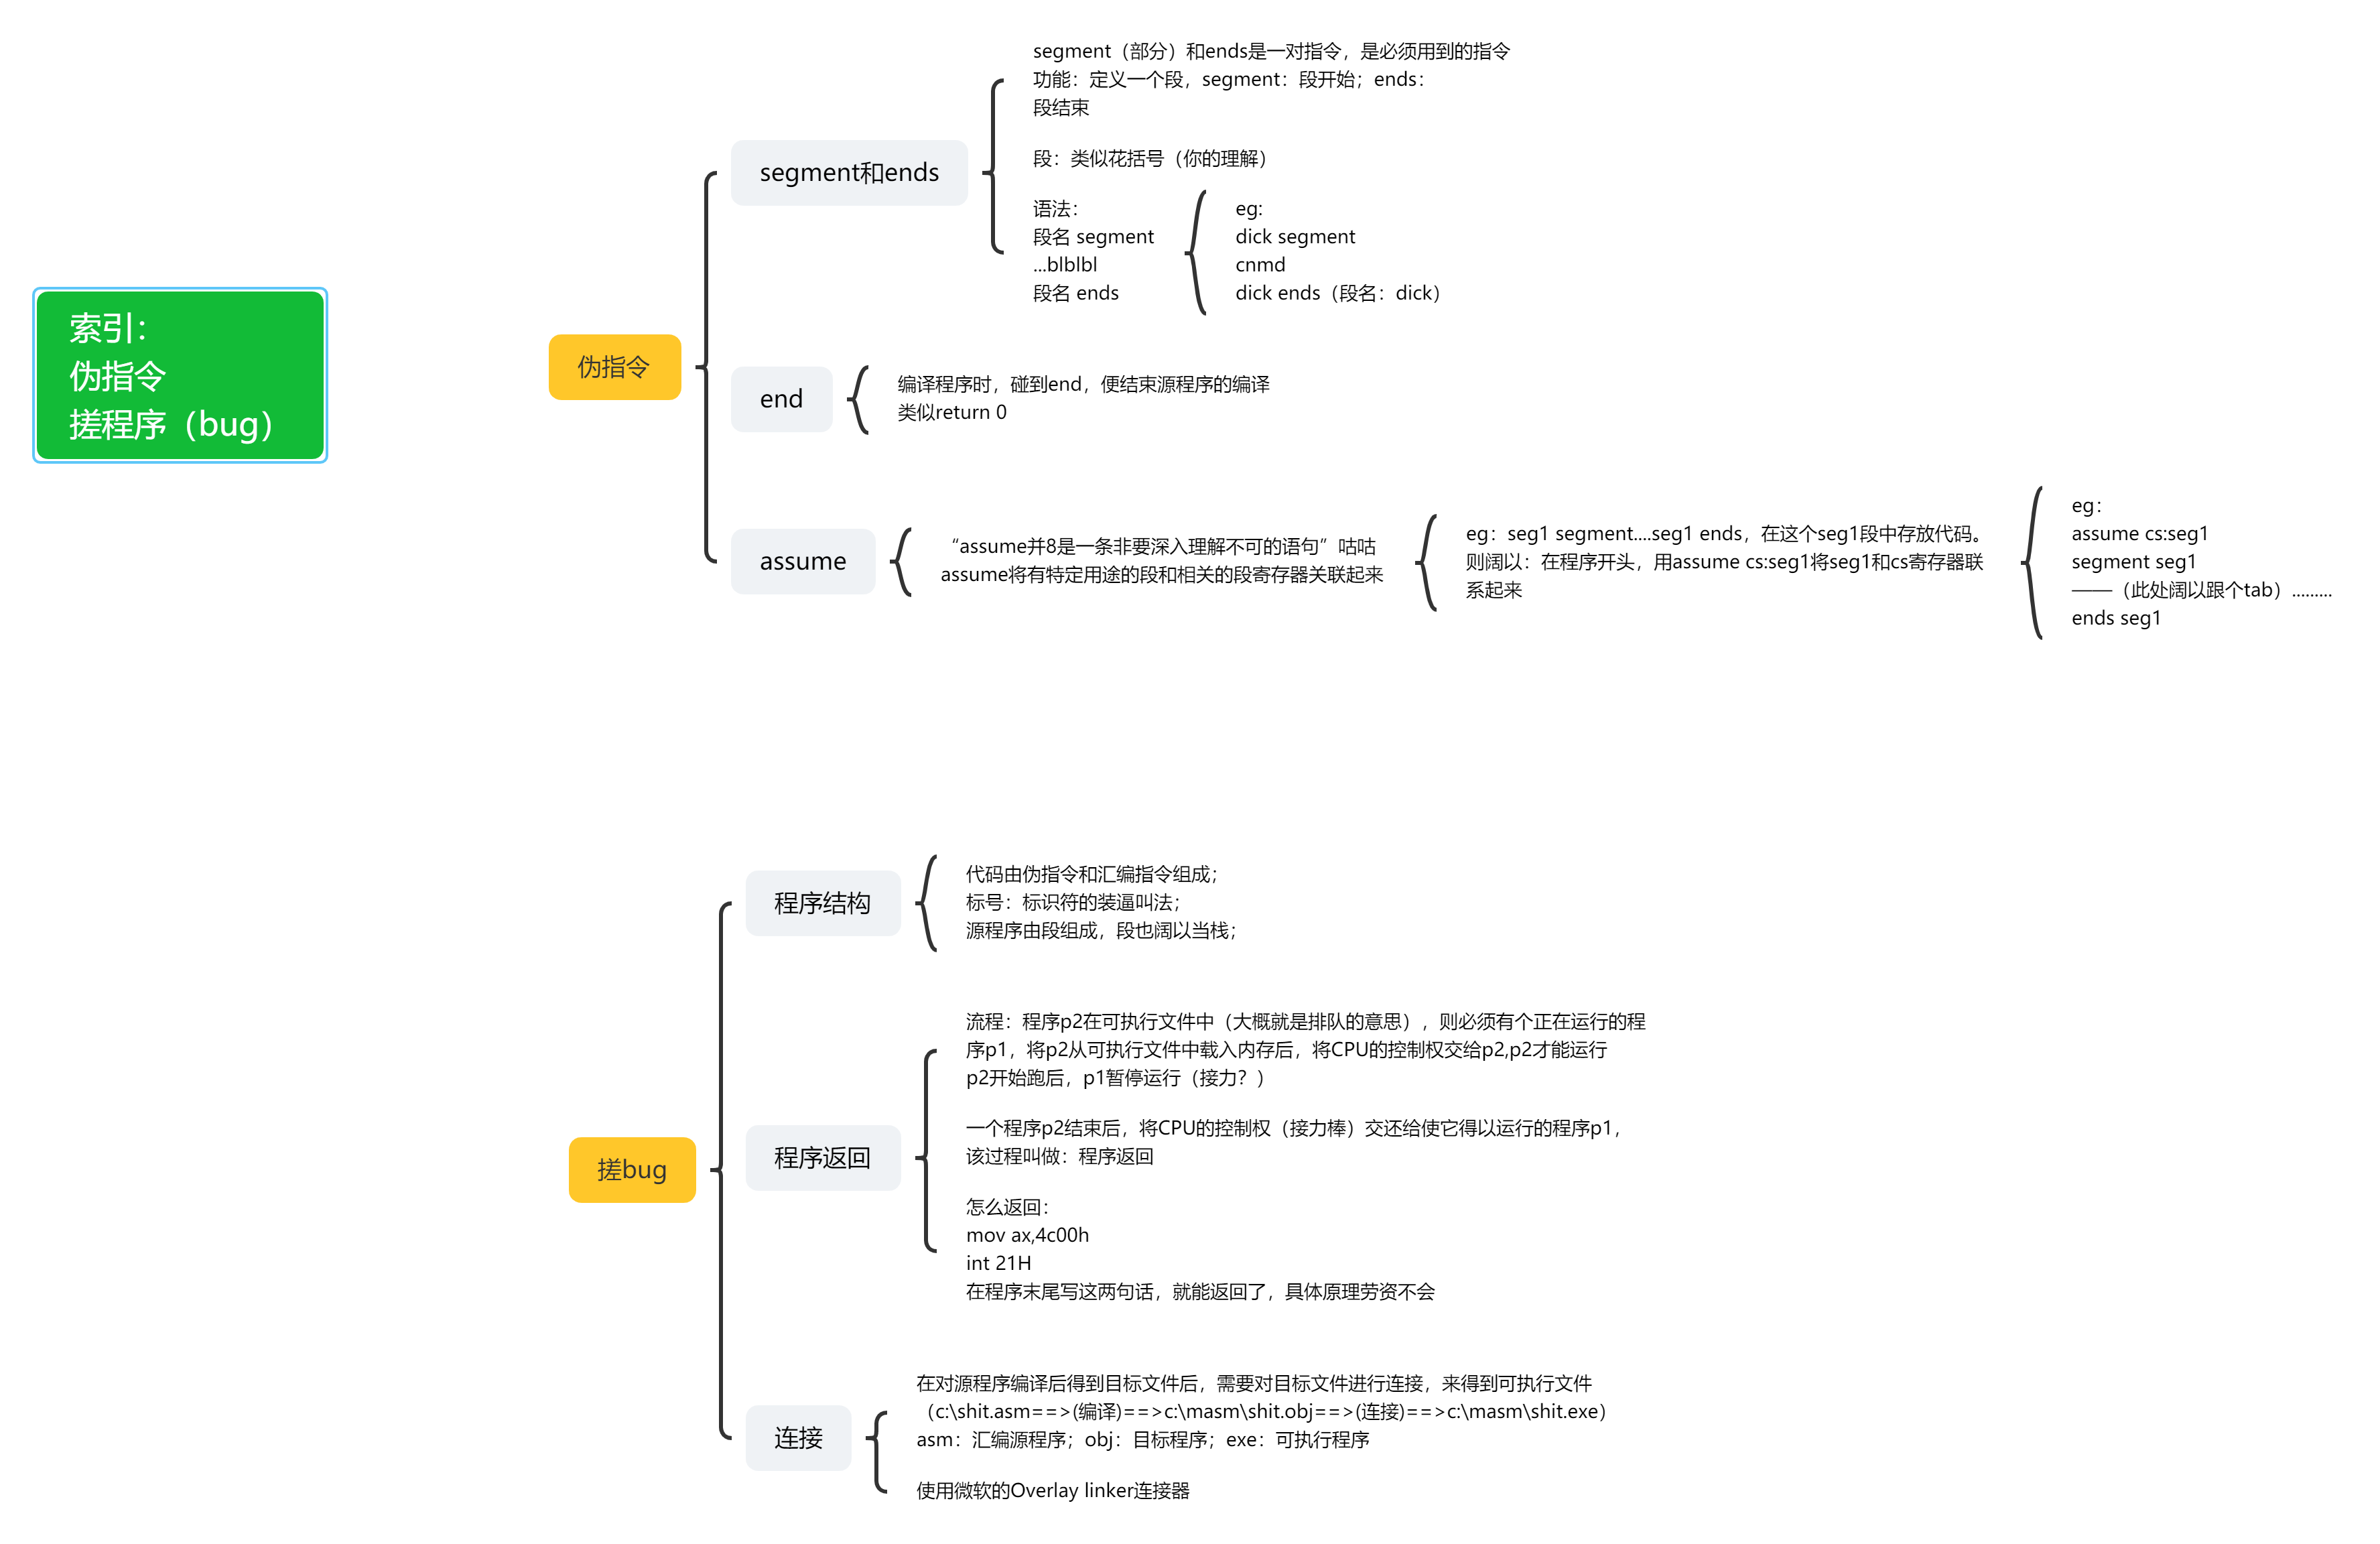 索引：
伪指令
搓程序（bug）
伪指令
segment和ends
segment（部分）和ends是一对指令，是必须用到的指令
功能：定义一个段，segment：段开始；ends：
段结束
段：类似花括号（你的理解）
语法：
段名 segment
...blblbl
段名 ends
eg:
dick segment
cnmd
dick ends（段名：dick）
end
编译程序时，碰到end，便结束源程序的编译
类似return 0
assume
“assume并8是一条非要深入理解不可的语句”咕咕
assume将有特定用途的段和相关的段寄存器关联起来
eg：seg1 segment....seg1 ends，在这个seg1段中存放代码。
则阔以：在程序开头，用assume cs:seg1将seg1和cs寄存器联
系起来
eg：
assume cs:seg1
segment seg1
——（此处阔以跟个tab）.........
ends seg1
搓bug
程序结构
代码由伪指令和汇编指令组成；
标号：标识符的装逼叫法；
源程序由段组成，段也阔以当栈；
程序返回
流程：程序p2在可执行文件中（大概就是排队的意思），则必须有个正在运行的程
序p1，将p2从可执行文件中载入内存后，将CPU的控制权交给p2,p2才能运行
p2开始跑后，p1暂停运行（接力？）
一个程序p2结束后，将CPU的控制权（接力棒）交还给使它得以运行的程序p1，
该过程叫做：程序返回
怎么返回：
mov ax,4c00h
int 21H
在程序末尾写这两句话，就能返回了，具体原理劳资不会
连接
在对源程序编译后得到目标文件后，需要对目标文件进行连接，来得到可执行文件
（c:\shit.asm==>(编译)==>c:\masm\shit.obj==>(连接)==>c:\masm\shit.exe）
asm：汇编源程序；obj：目标程序；exe：可执行程序
使用微软的Overlay linker连接器